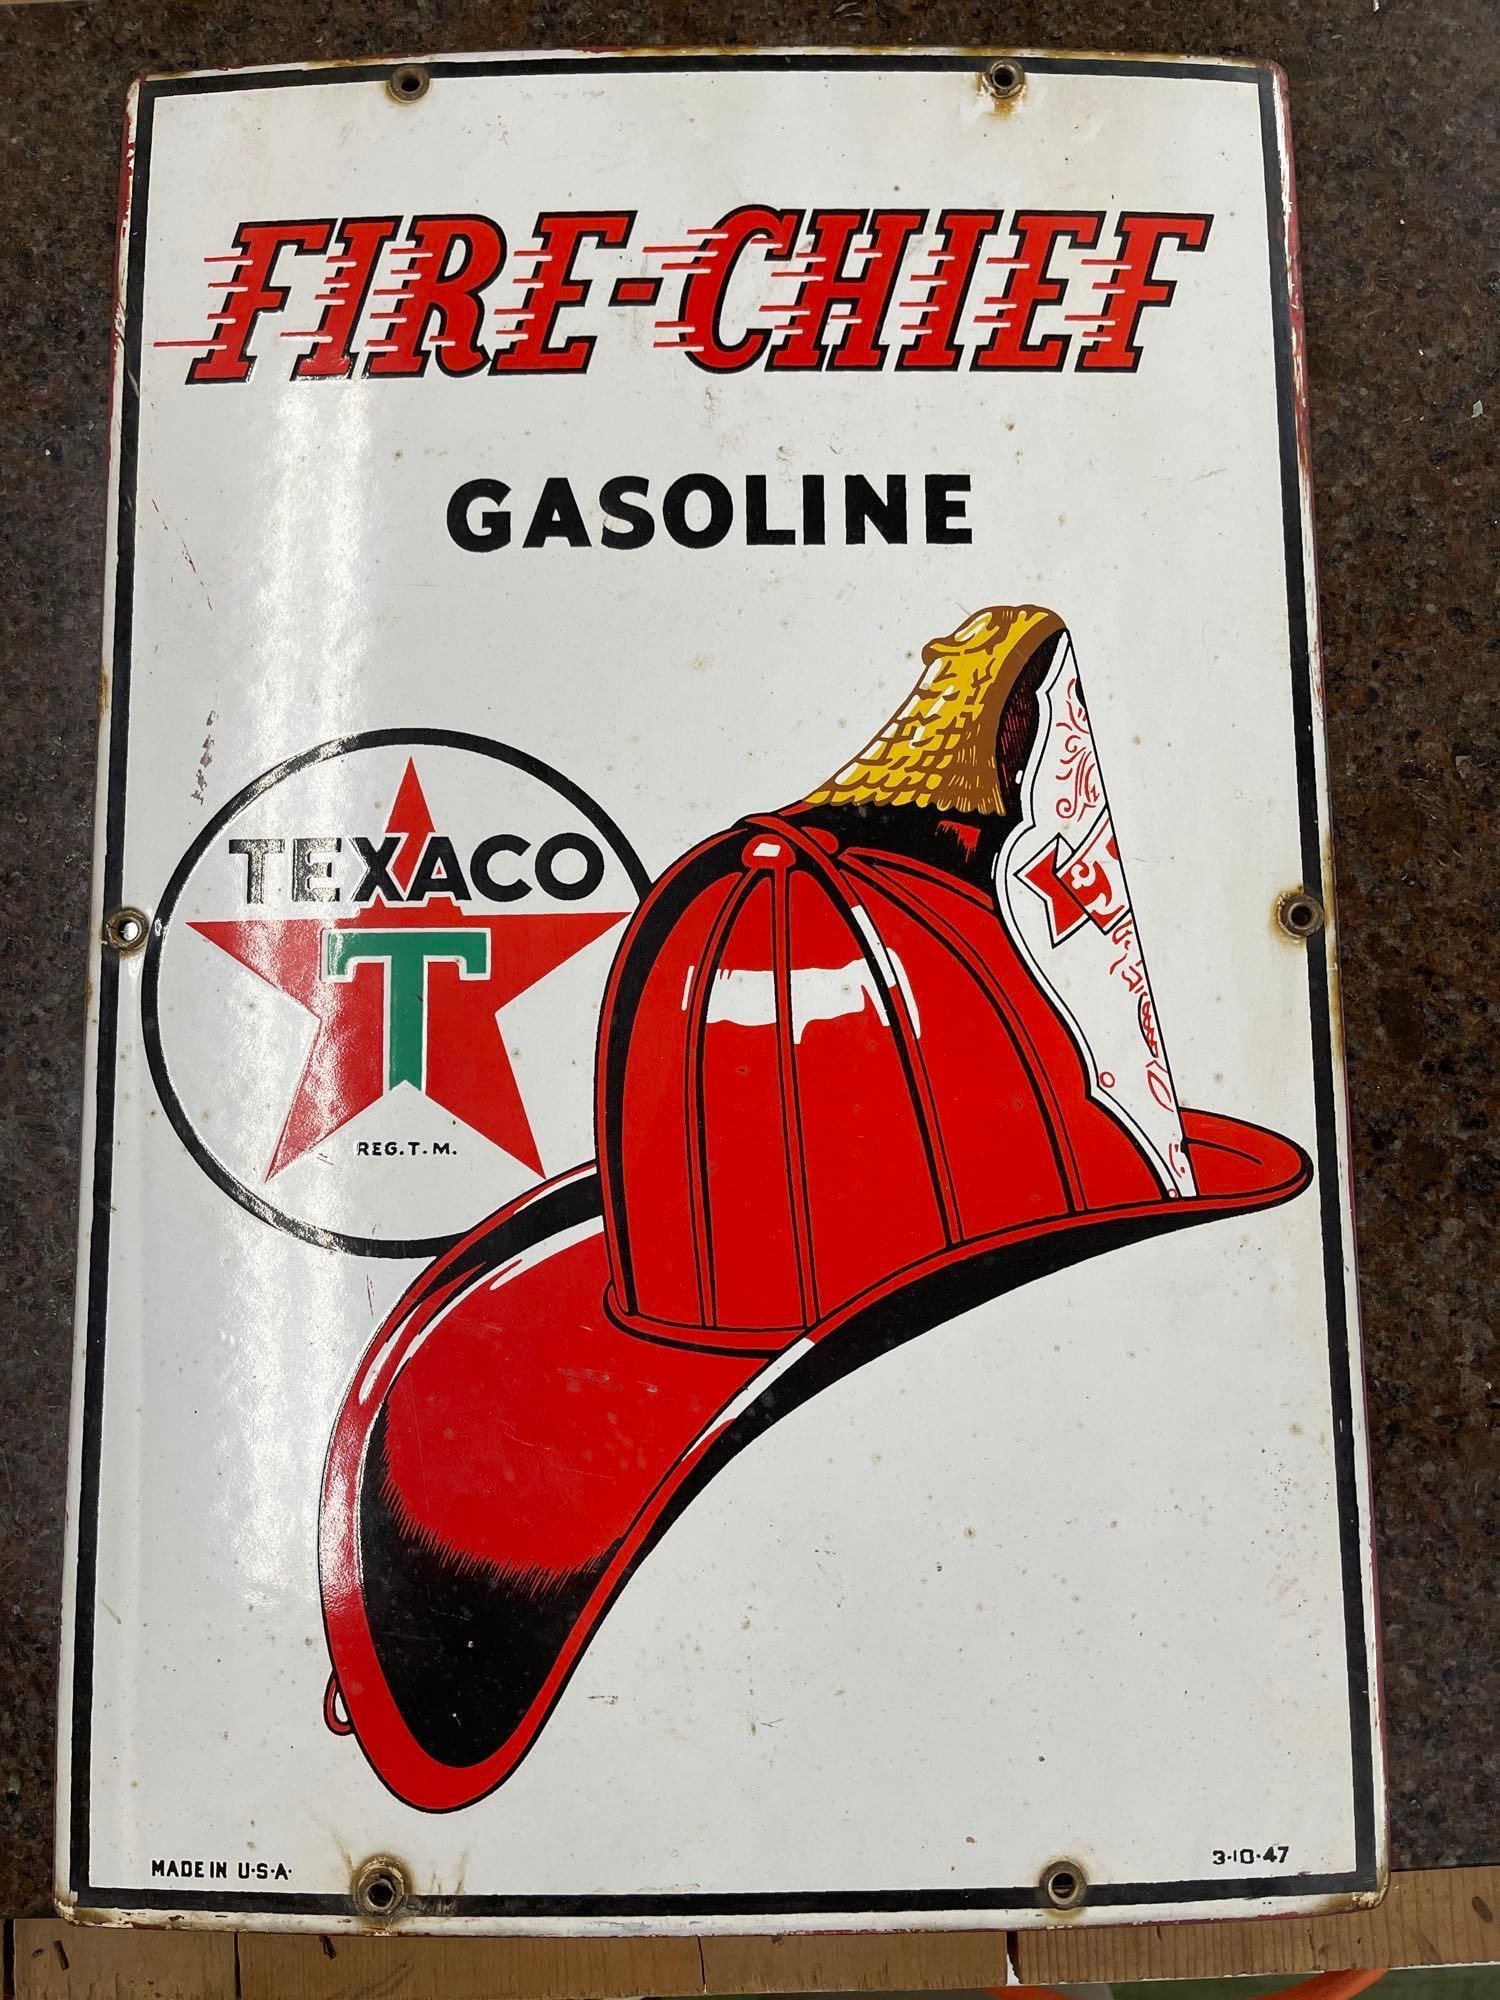 FIRE-CHIEF
GASOLINE
TEXACO
T
REG. T. M.
MADE IN U·S·A·
3·10·47